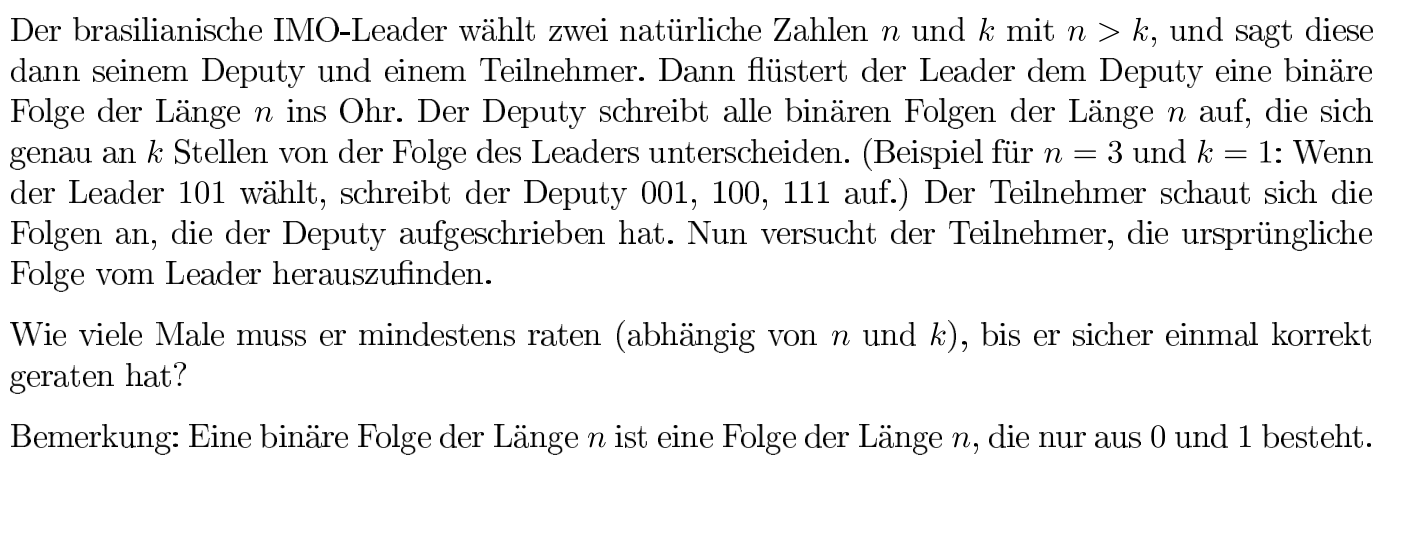 Der brasilianische IMO-Leader wählt zwei natürliche Zahlen n und k mit n > k, und sagt diese
dann seinem Deputy und einem Teilnehmer. Dann flüstert der Leader dem Deputy eine binäre
Folge der Länge n ins Ohr. Der Deputy schreibt alle binären Folgen der Länge n auf, die sich
genau an k Stellen von der Folge des Leaders unterscheiden. (Beispiel für n = 3 und k = 1: Wenn
der Leader 101 wählt, schreibt der Deputy 001, 100, 111 auf.) Der Teilnehmer schaut sich die
Folgen an, die der Deputy aufgeschrieben hat. Nun versucht der Teilnehmer, die ursprüngliche
Folge vom Leader herauszufinden.
Wie viele Male muss er mindestens raten (abhängig von n und k), bis er sicher einmal korrekt
geraten hat?
Bemerkung: Eine binäre Folge der Länge n ist eine Folge der Länge n, die nur aus 0 und 1 besteht.